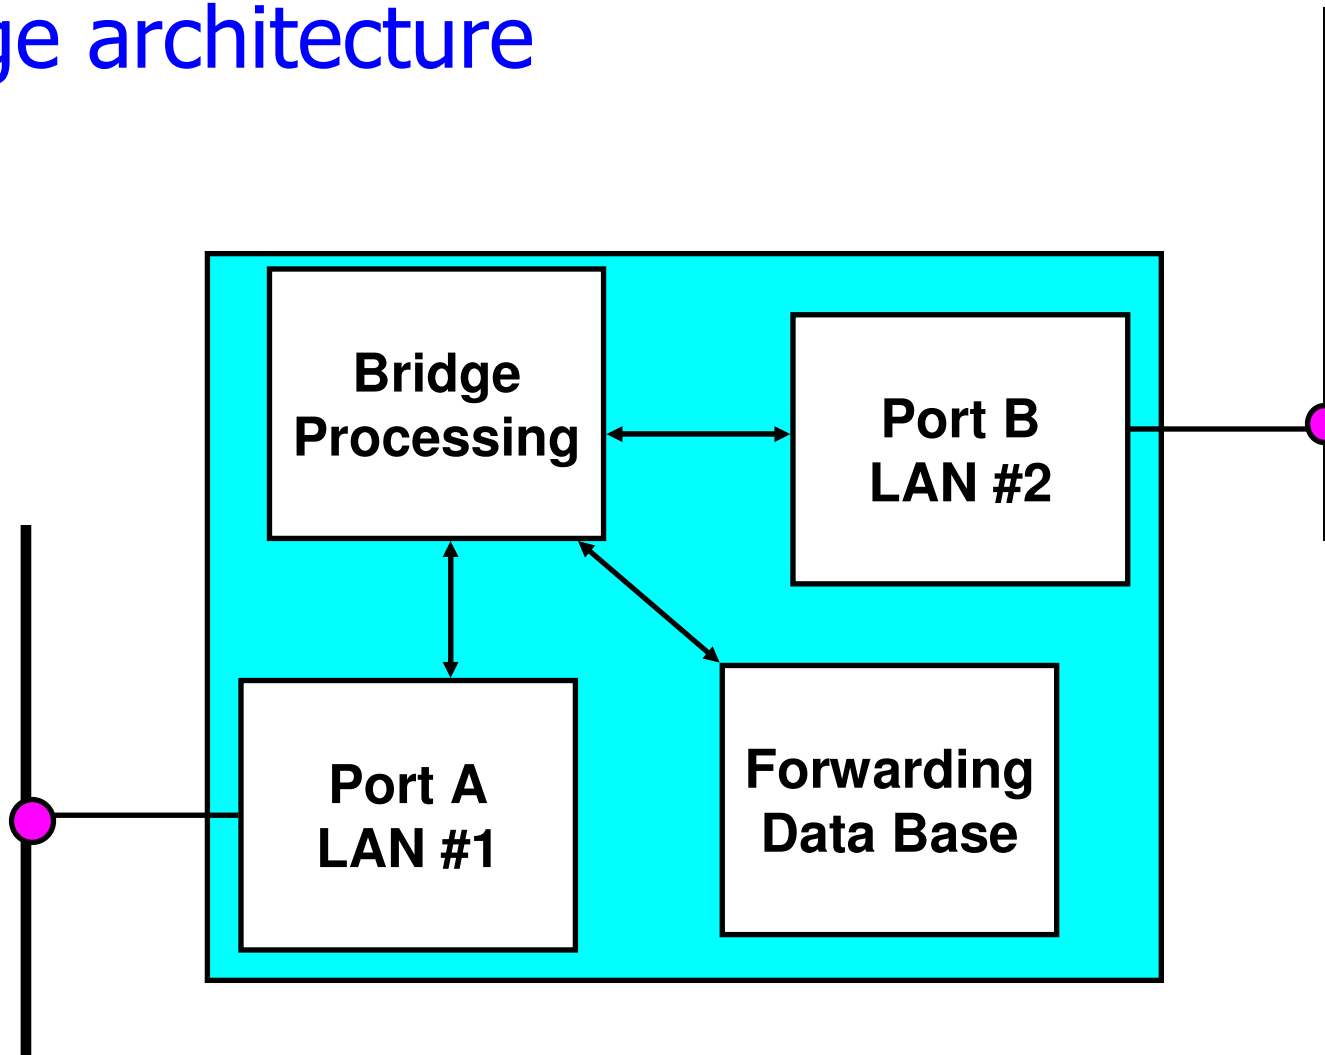 ge architecture
Bridge
Processing
Port B
LAN #2
Port A
LAN #1
Forwarding
Data Base